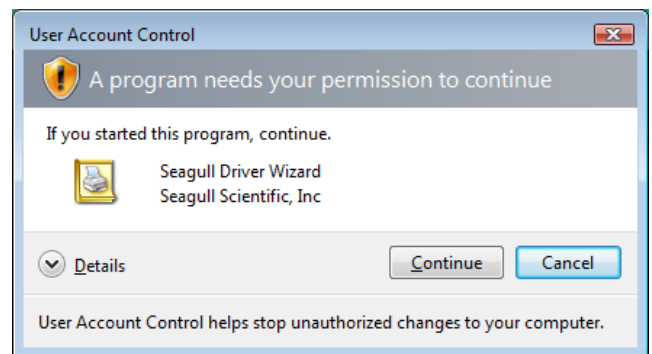 User Account Control
A program needs your permission to continue
If you started this program, continue.
Seagull Driver Wizard
Seagull Scientific, Inc
Details
Continue
Cancel
User Account Control helps stop unauthorized changes to your computer.